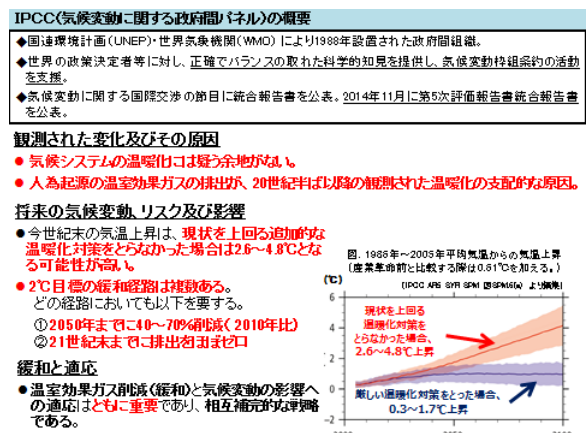 IPCC(気候変動に関する政府間パネル)の概要
◆国連環境計画(UNEP)・世界気象機関(WMO)により1988年設置された政府間組織。
◆世界の政策決定者等に対し、正確でバランスの取れた科学的知見を提供し、気候変動枠組条約の活動
を支援。
◆気候変動に関する国際交渉の節目に統合報告書を公表。2014年11月に第5次評価報告書統合報告書
を公表。
観測された変化及びその原因
● 気候システムの温暖化には疑う余地がない。
● 人為起源の温室効果ガスの排出が、20世紀半ば以降の観測された温暖化の支配的な原因。
将来の気候変動、リスク及び影響
●今世紀末の気温上昇は、現状を上回る追加的な
温暖化対策をとらなかった場合は2.6~4.8℃とな
る可能性が高い。
●2℃目標の緩和経路は複数ある。
どの経路においても以下を要する。
①2050年までに40~70%削減(2010年比)
②21世紀末までに排出をほぼゼロ
緩和と適応
●温室効果ガス削減(緩和)と気候変動の影響へ
の適応はともに重要であり、相互補完的な戦略
である。
図. 1986年~2005年平均気温からの気温上昇
(産業革命前と比較する際は0.61℃を加える。)
(IPCC AR5 SYR SPM 図SPM.6(a) より編集)
(℃)
6
4
2
0
-2
現状を上回る
温暖化対策を
とらなかった場合、
2.6~4.8℃上昇
厳しい温暖化対策をとった場合、
0.3~1.7℃上昇